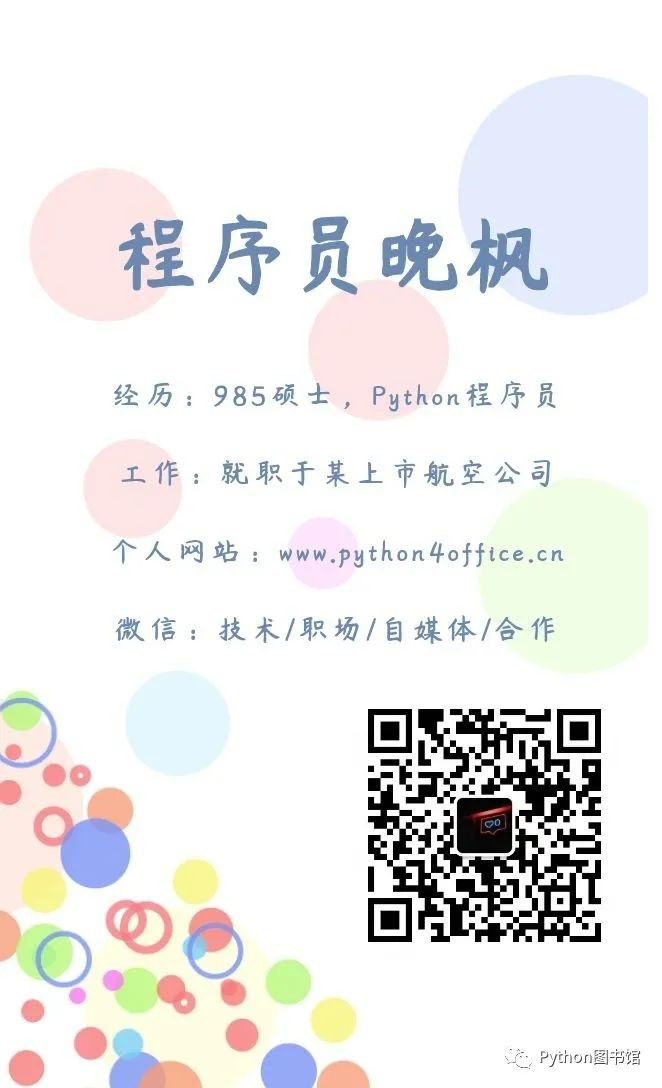 程序员晚枫
经历：985硕士，Python程序员
工作：就职于某上市航空公司
个人网站：www.python4office.cn
微信：技术/职场/自媒体/合作
Python图书馆